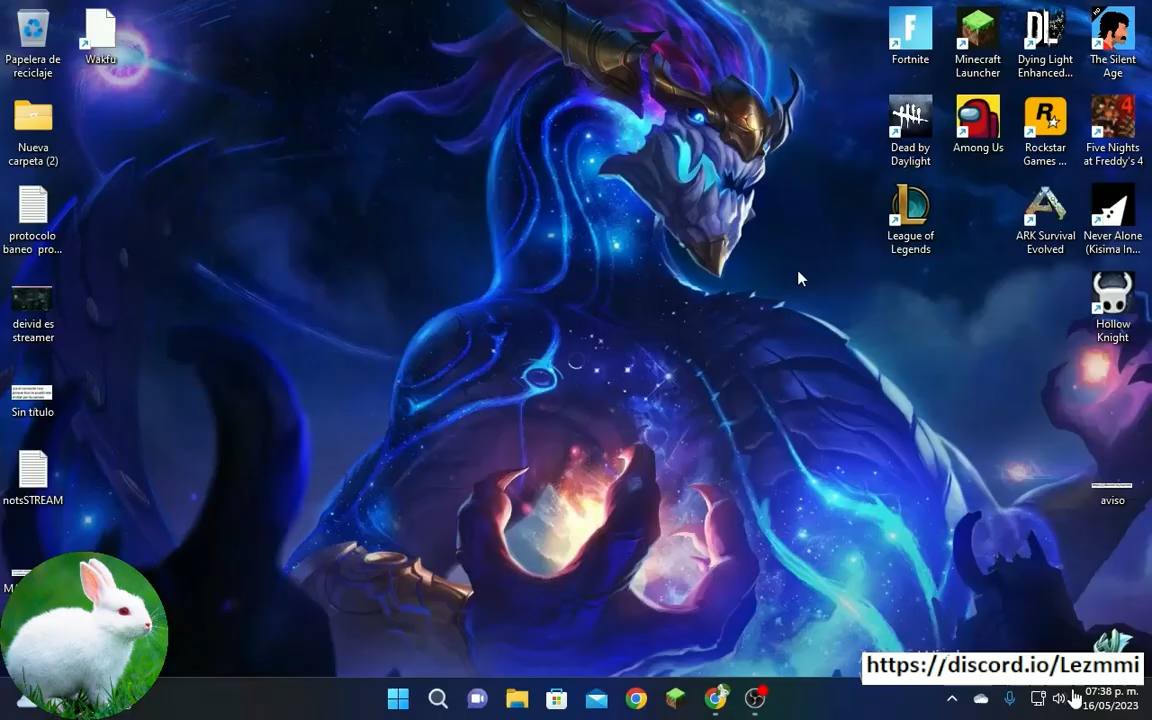 Papelera de
reciclaje
Wakfu
Nueva
carpeta (2)
protocolo
baneo pro...
deivid es
streamer
Sin título
notsSTREAM
Fortnite
Minecraft
Launcher
Dying Light
Enhanced...
The Silent
Age
Dead by
Daylight
Among Us
Rockstar
Games ...
Five Nights
at Freddy's 4
League of
Legends
ARK Survival
Evolved
Never Alone
(Kisima In...
Hollow
Knight
aviso
https://discord.io/Lezmmi
07:38 p. m.
16/05/2023